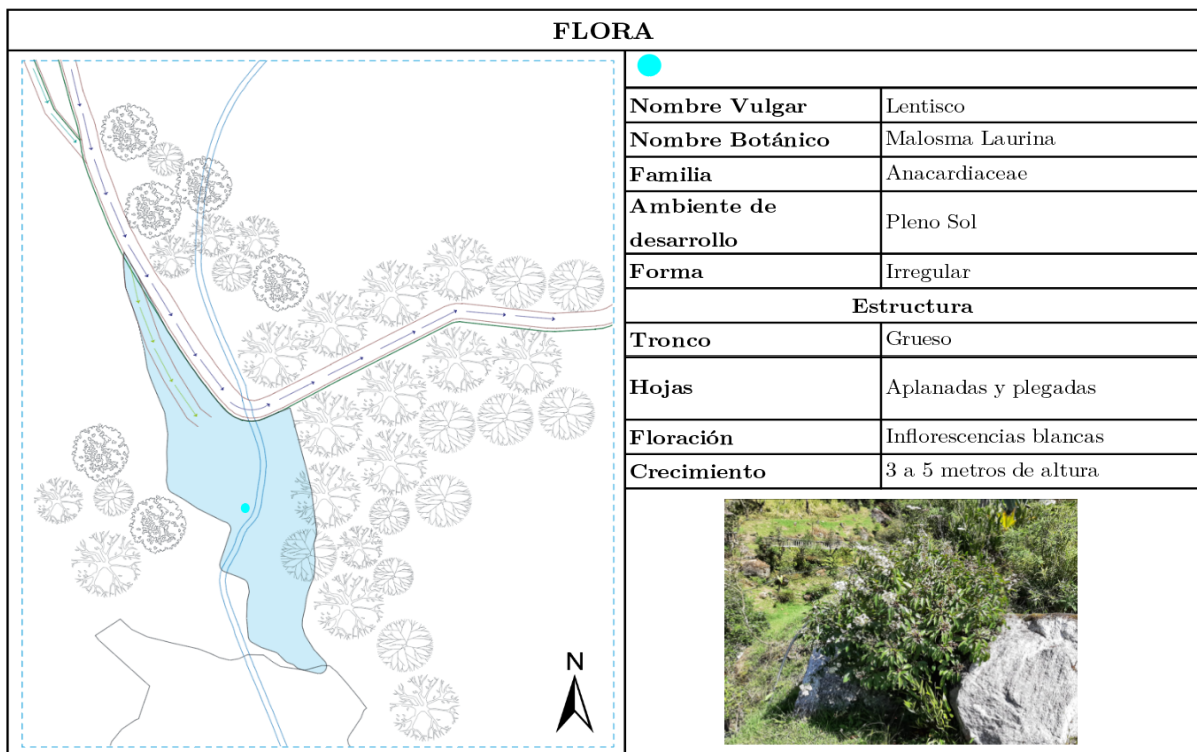 FLORA
N
Nombre Vulgar Lentisco
Nombre Botánico Malosma Laurina
Familia Anacardiaceae
Ambiente de
desarrollo Pleno Sol
Forma Irregular
Estructura
Tronco Grueso
Hojas Aplanadas y plegadas
Floración Inflorescencias blancas
Crecimiento 3 a 5 metros de altura